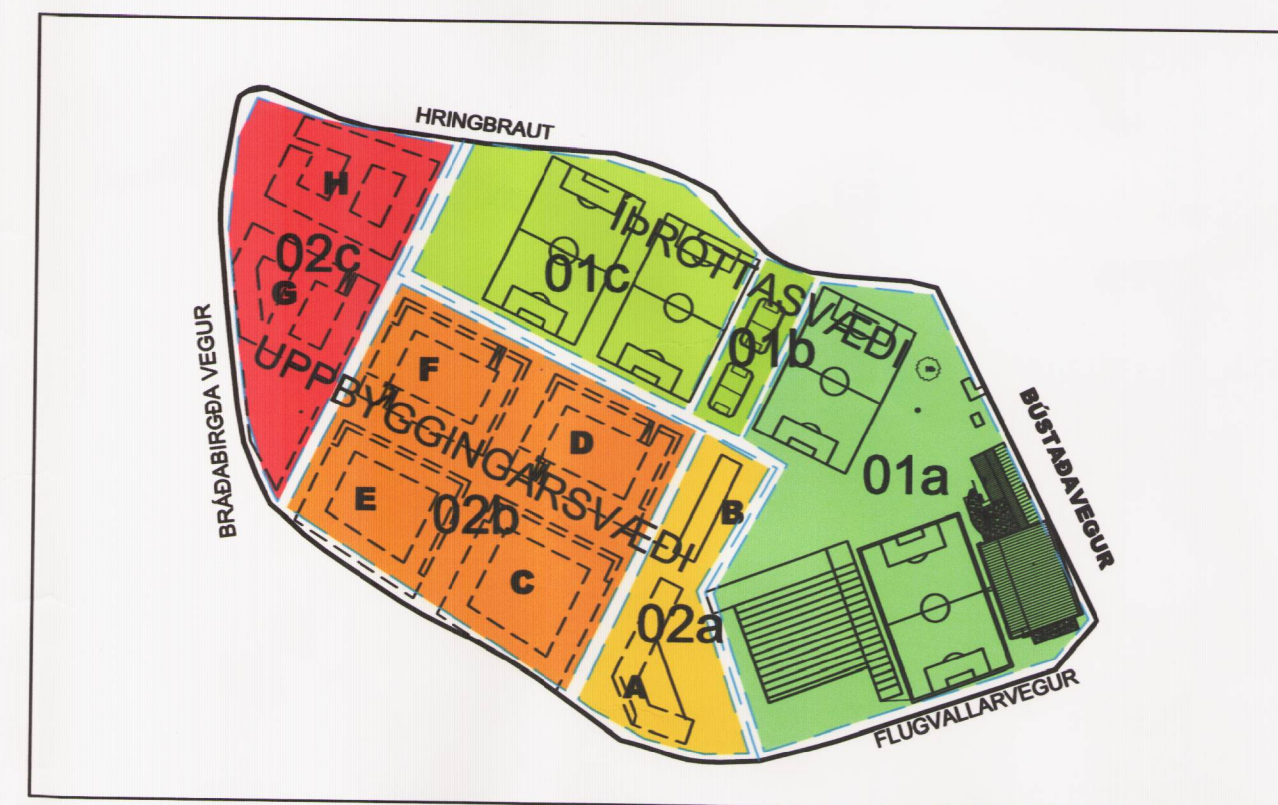 HRINGBRAUT
H
02c
G
BRÁÐABIRGÐA VEGUR
ÍÞRÓTTASVÆÐI
01c
01b
01a
BÚSTAÐAVEGUR
UPPBYGGINGARSVÆÐI
F
D
E
02b
C
B
02a
A
FLUGVALLARVEGUR